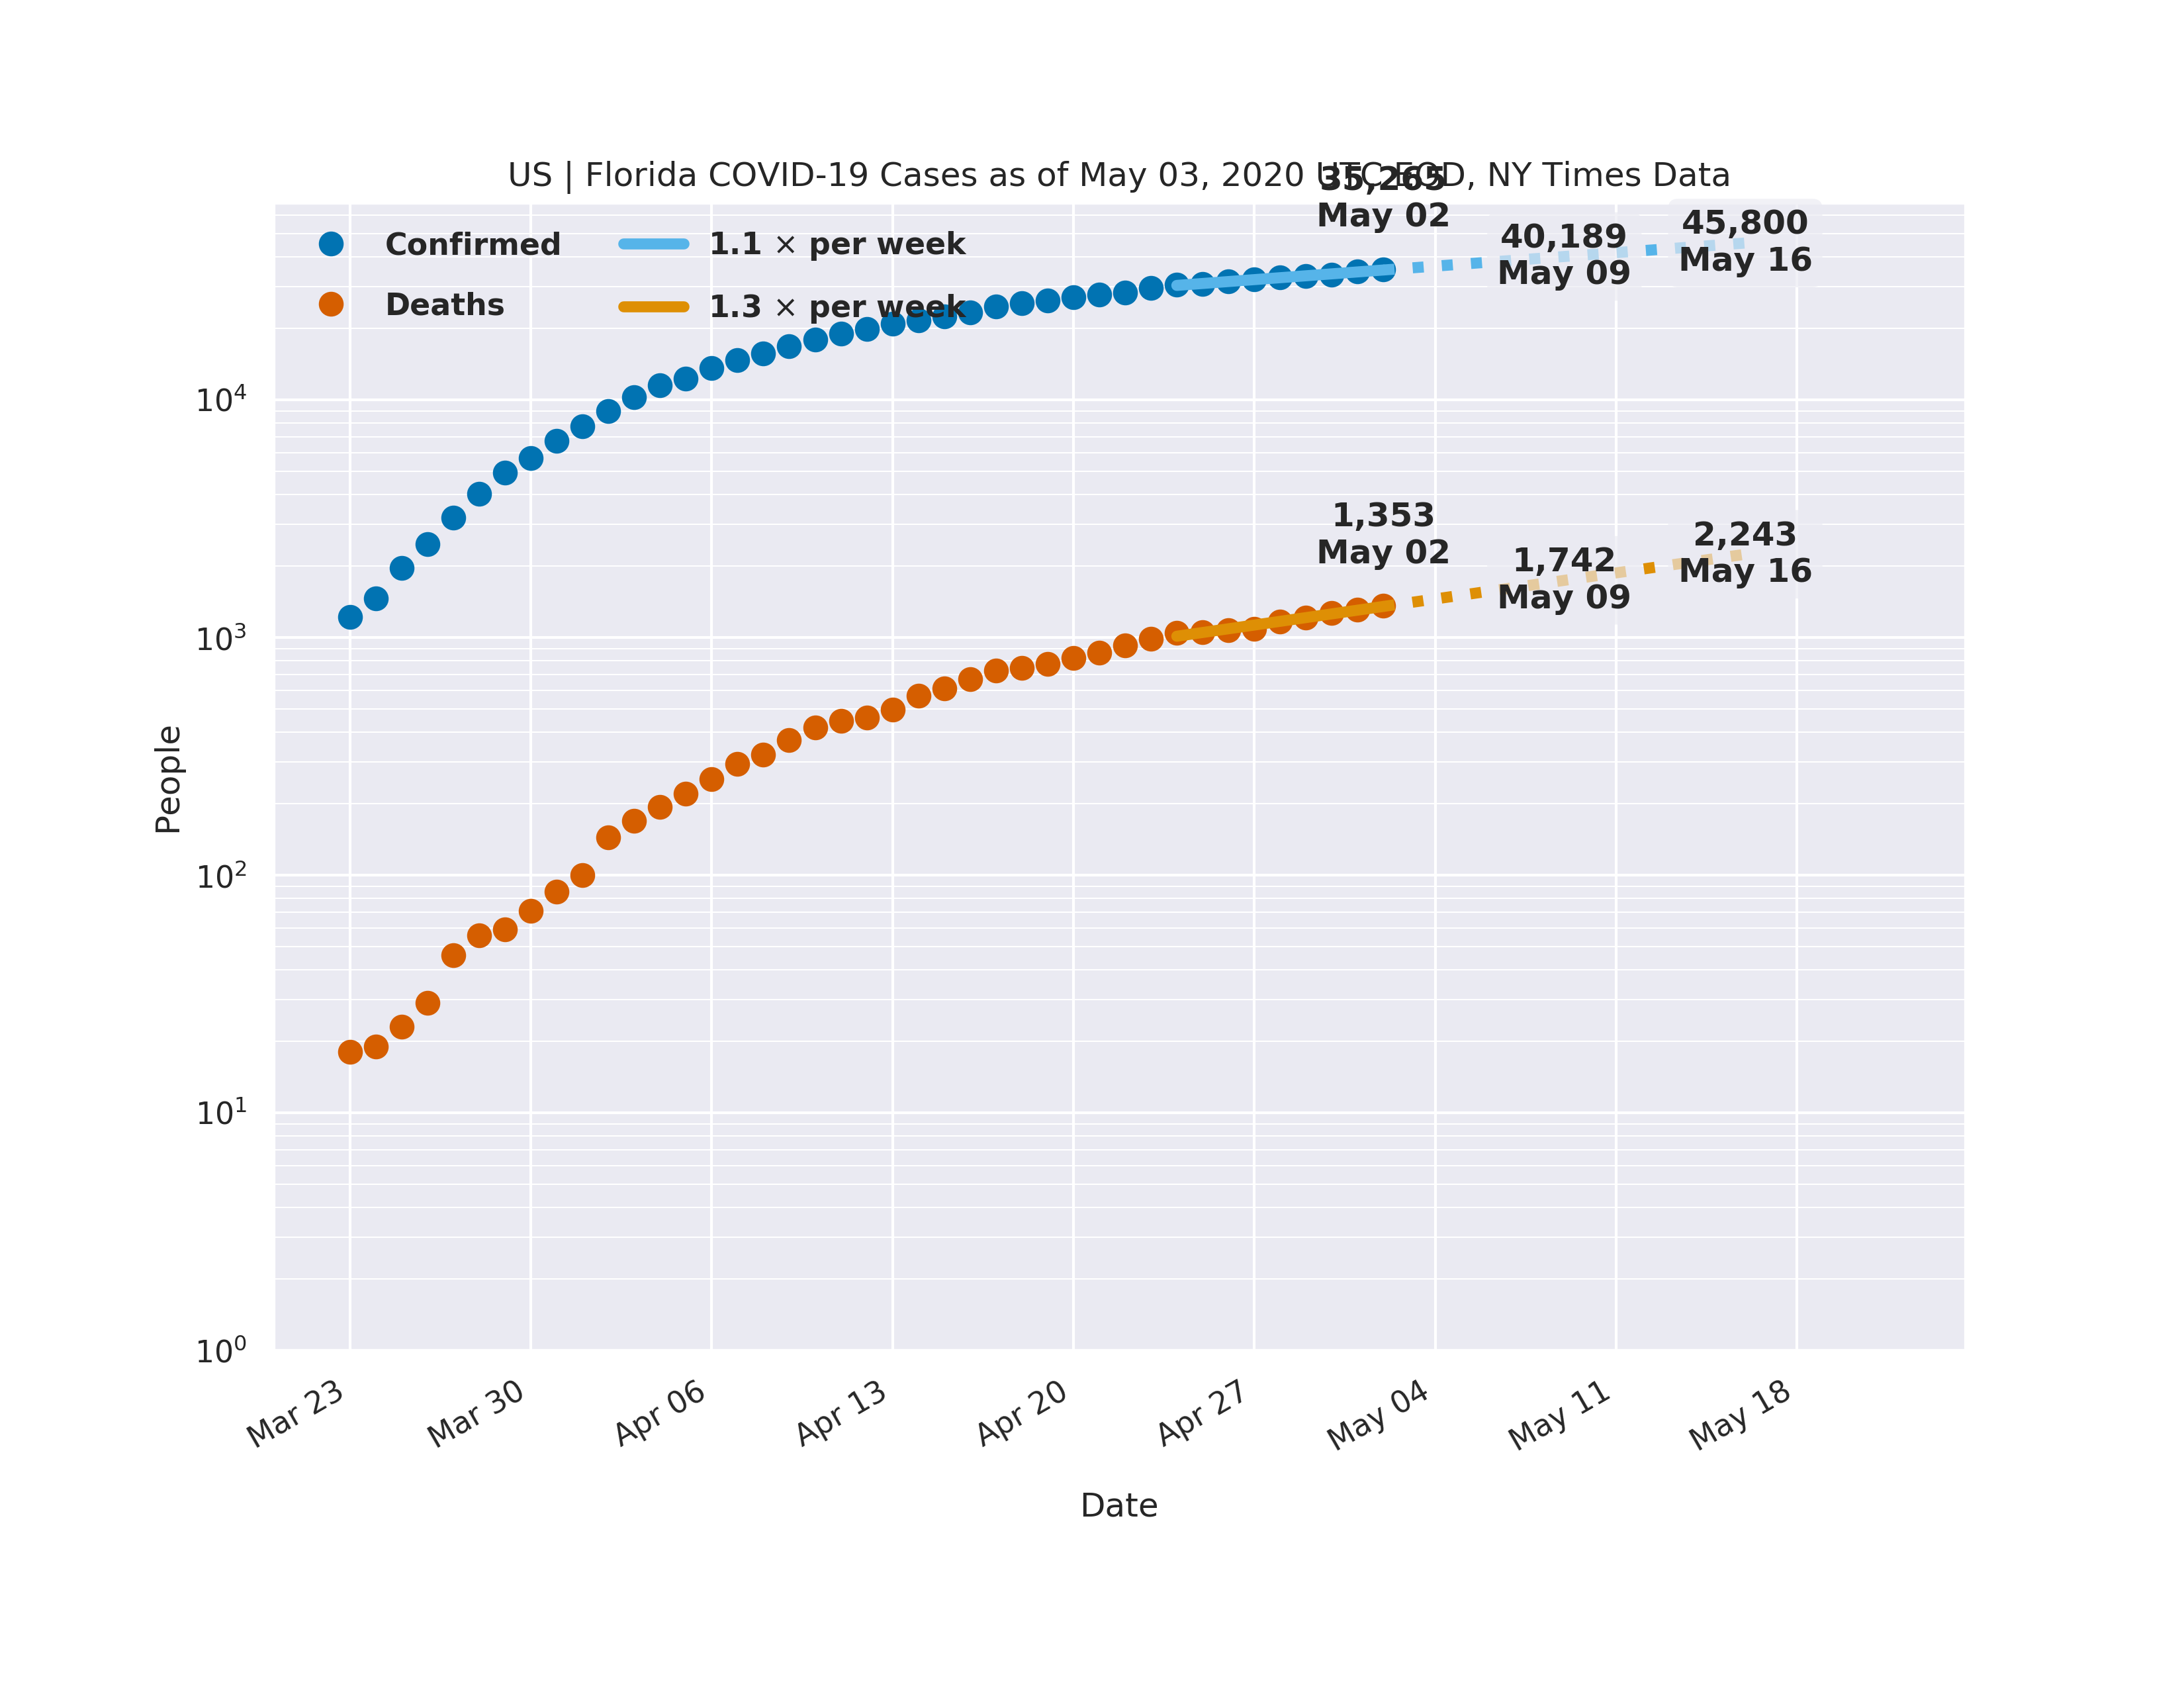 US | Florida COVID-19 Cases as of May 03, 2020 UTC EOD, NY Times Data
35,265
May 02
40,189
May 09
45,800
May 16
Confirmed
Deaths
1.1 × per week
1.3 × per week
1,353
May 02
1,742
May 09
2,243
May 16
People
10⁴
10³
10²
10¹
10⁰
Mar 23
Mar 30
Apr 06
Apr 13
Apr 20
Apr 27
May 04
May 11
May 18
Date